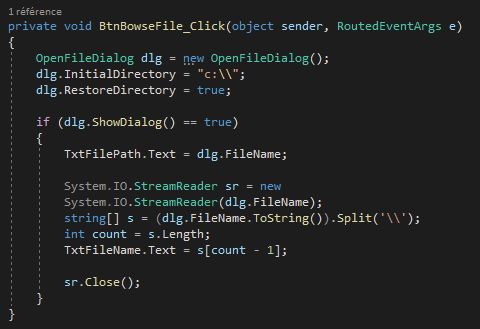 1 référence
private void BtnBowseFile_Click(object sender, RoutedEventArgs e)
{
OpenFileDialog dlg = new OpenFileDialog();
dlg.InitialDirectory = "c:\\";
dlg.RestoreDirectory = true;
if (dlg.ShowDialog() == true)
{
TxtFilePath.Text = dlg.FileName;
System.IO.StreamReader sr = new
System.IO.StreamReader(dlg.FileName);
string[] s = (dlg.FileName.ToString()).Split('\\');
int count = s.Length;
TxtFileName.Text = s[count - 1];
sr.Close();
}
}